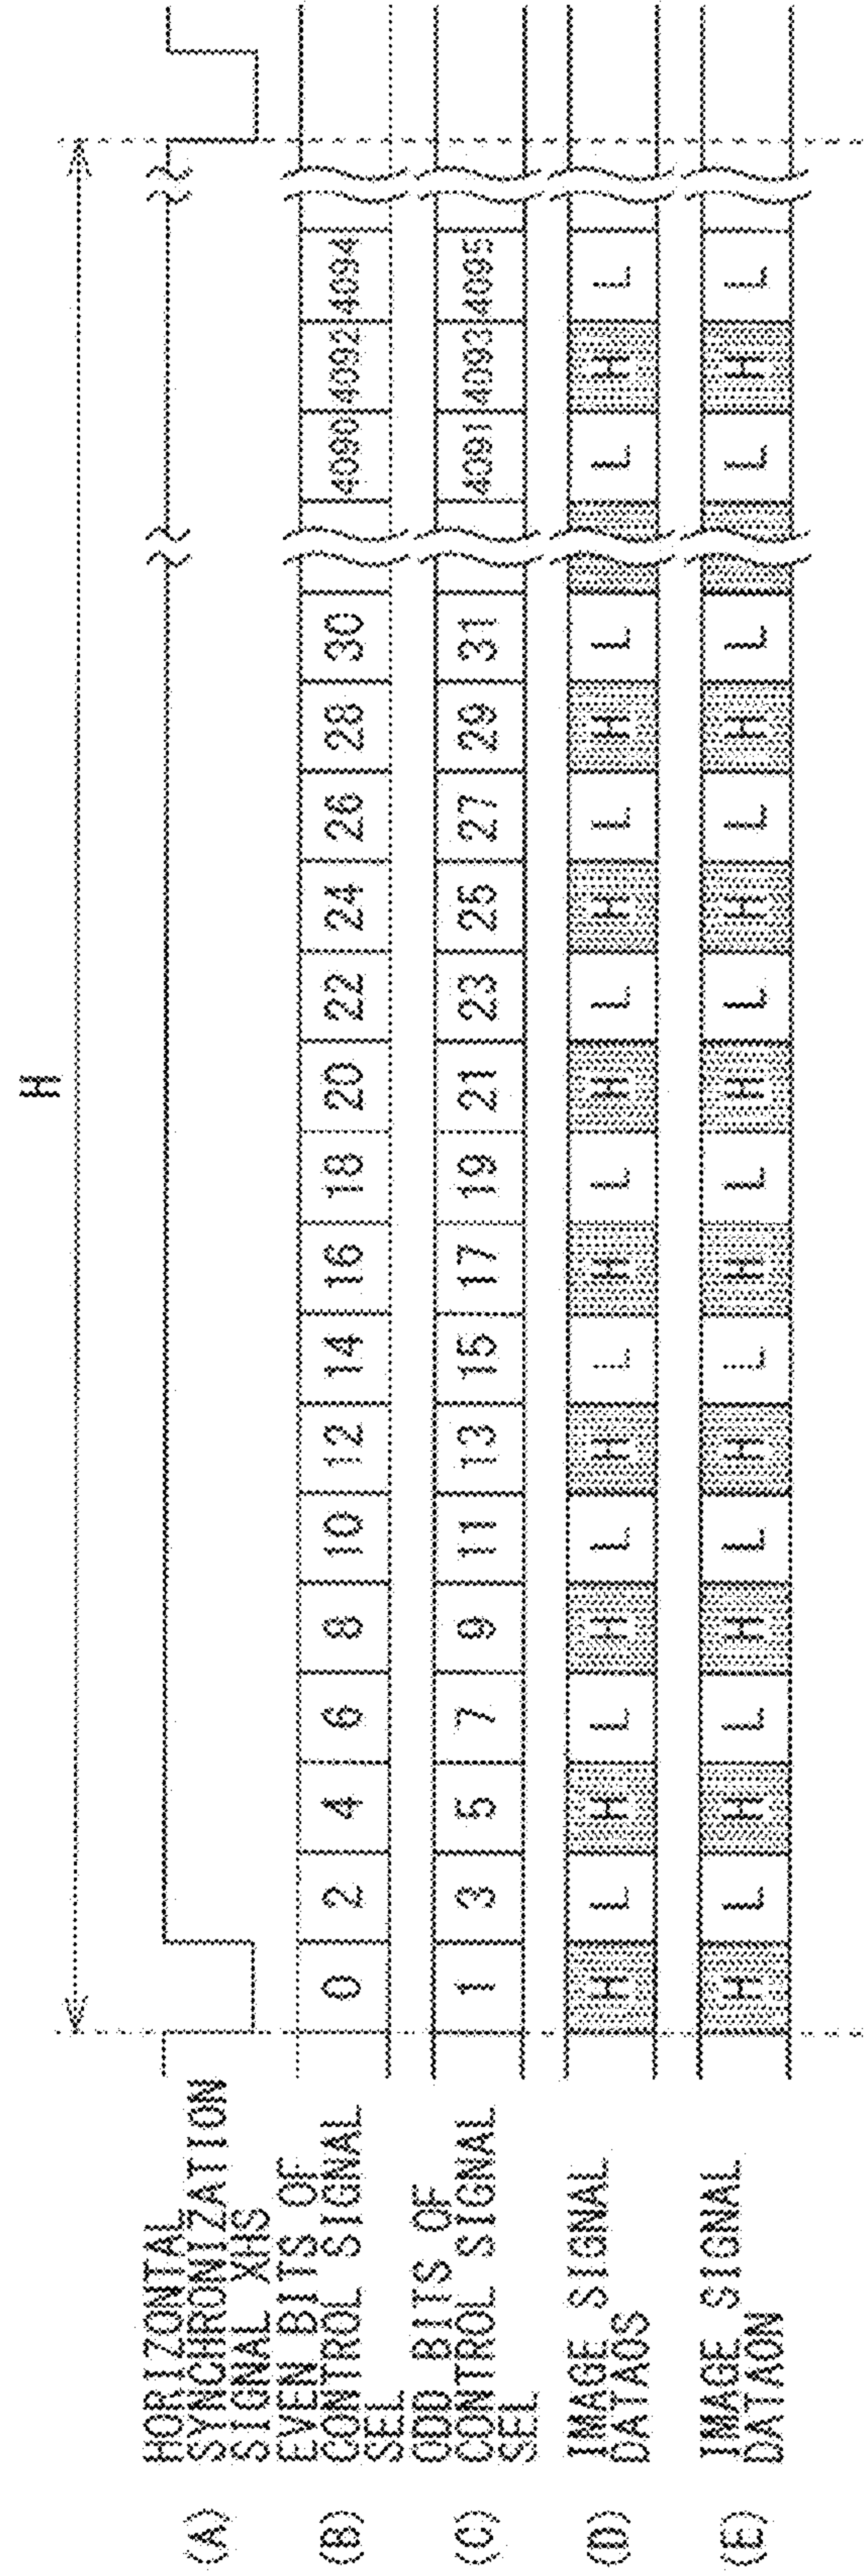 H
(A) HORIZONTAL
SYNCHRONIZATION
SIGNAL XHS
(B) EVEN BITS OF
CONTROL SIGNAL
SEL
0 2 4 6 8 10 12 14 16 18 20 22 24 26 28 30 4090 4092 4094
(C) ODD BITS OF
CONTROL SIGNAL
SEL
1 3 5 7 9 11 13 15 17 19 21 23 25 27 29 31 4091 4093 4095
(D) IMAGE SIGNAL
DATAOS
H L H L H L H L H L H L H L H L L H L
(E) IMAGE SIGNAL
DATAON
H L H L H L H L H L H L H L H L L H L